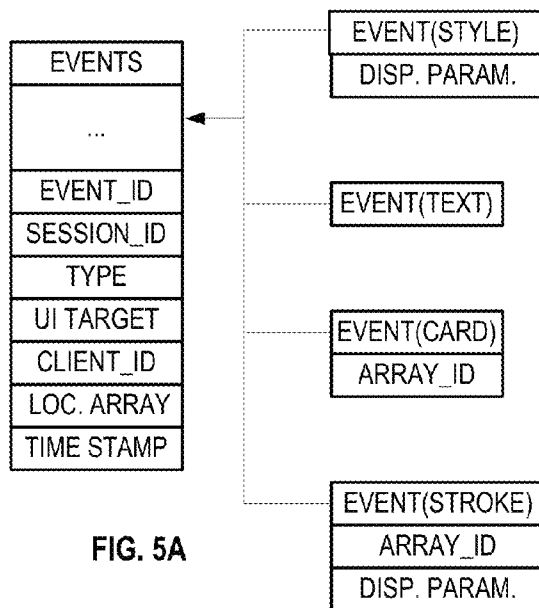 EVENTS
...
EVENT_ID
SESSION_ID
TYPE
UI TARGET
CLIENT_ID
LOC. ARRAY
TIME STAMP
EVENT(STYLE)
DISP. PARAM.
EVENT(TEXT)
EVENT(CARD)
ARRAY_ID
EVENT(STROKE)
ARRAY_ID
DISP. PARAM.
FIG. 5A